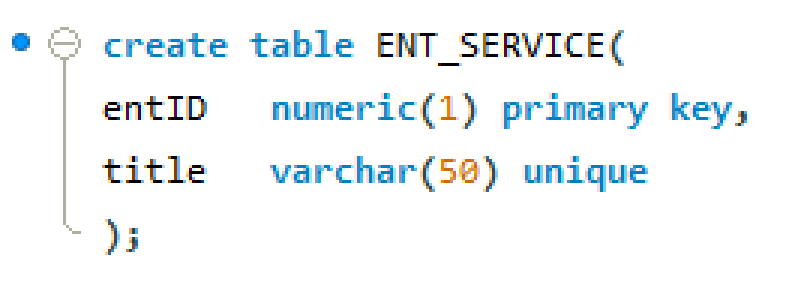 create table ENT_SERVICE(
entID   numeric(1) primary key,
title   varchar(50) unique
);